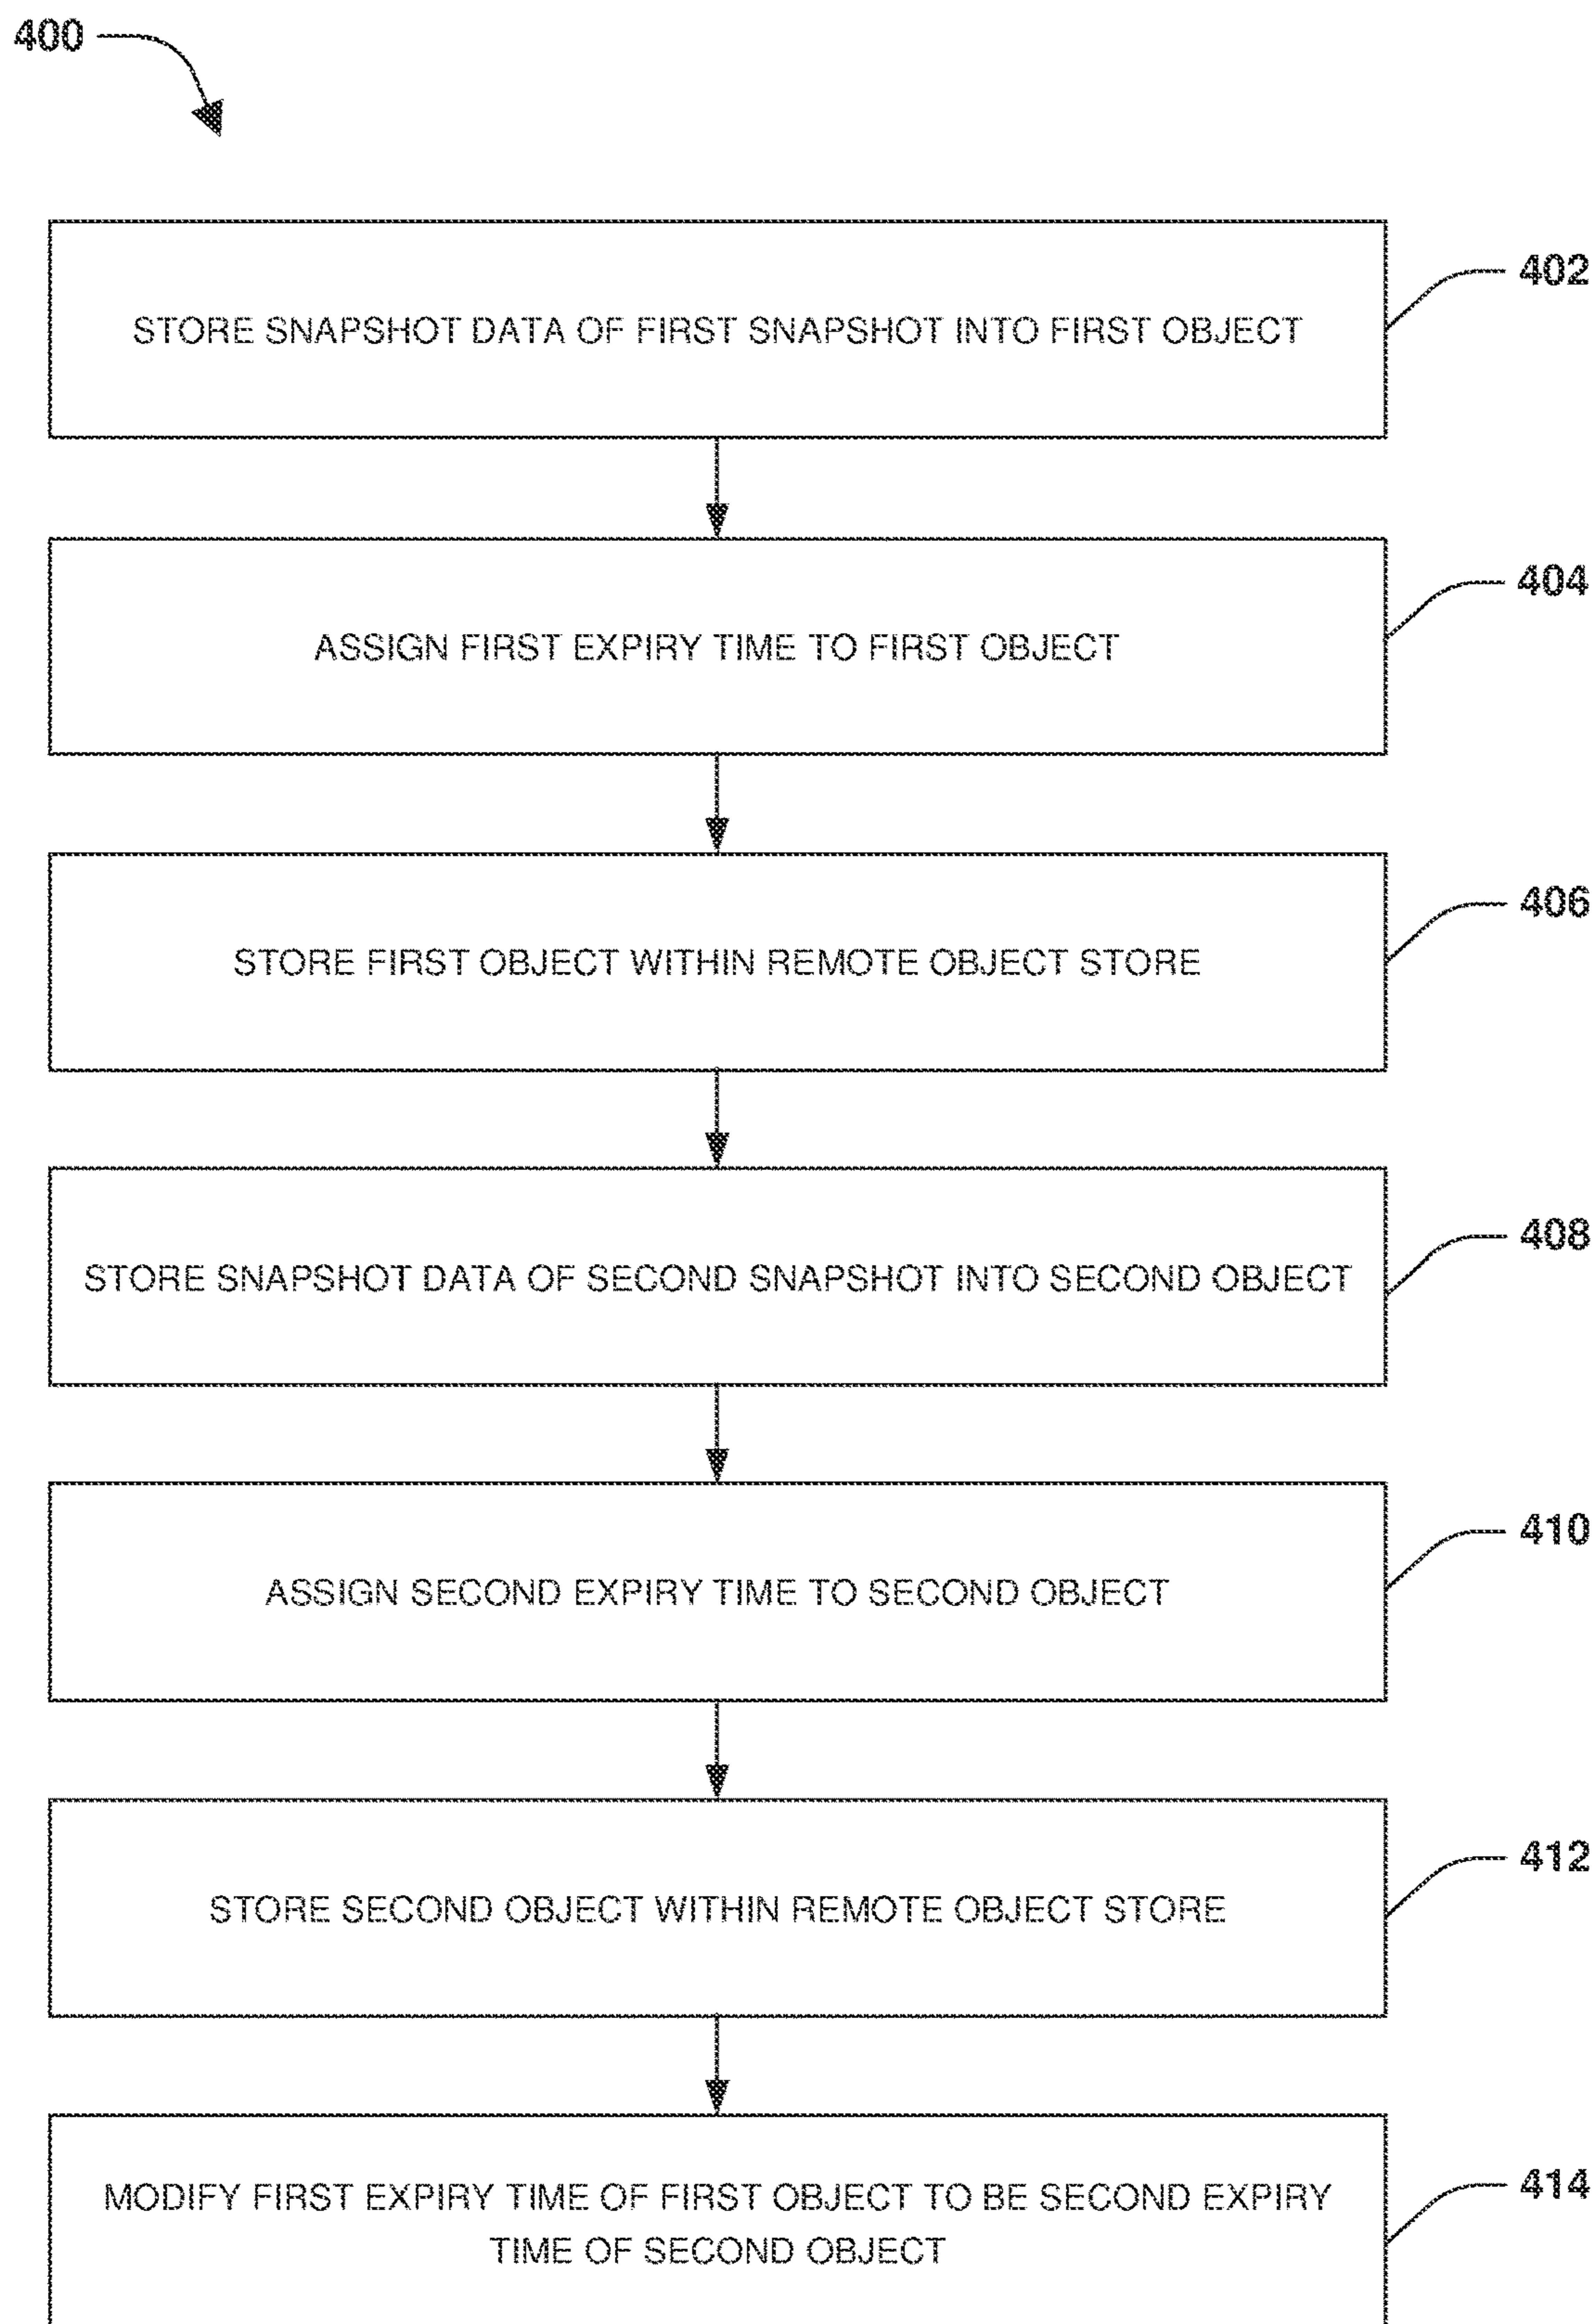 400
STORE SNAPSHOT DATA OF FIRST SNAPSHOT INTO FIRST OBJECT
402
ASSIGN FIRST EXPIRY TIME TO FIRST OBJECT
404
STORE FIRST OBJECT WITHIN REMOTE OBJECT STORE
406
STORE SNAPSHOT DATA OF SECOND SNAPSHOT INTO SECOND OBJECT
408
ASSIGN SECOND EXPIRY TIME TO SECOND OBJECT
410
STORE SECOND OBJECT WITHIN REMOTE OBJECT STORE
412
MODIFY FIRST EXPIRY TIME OF FIRST OBJECT TO BE SECOND EXPIRY
TIME OF SECOND OBJECT
414